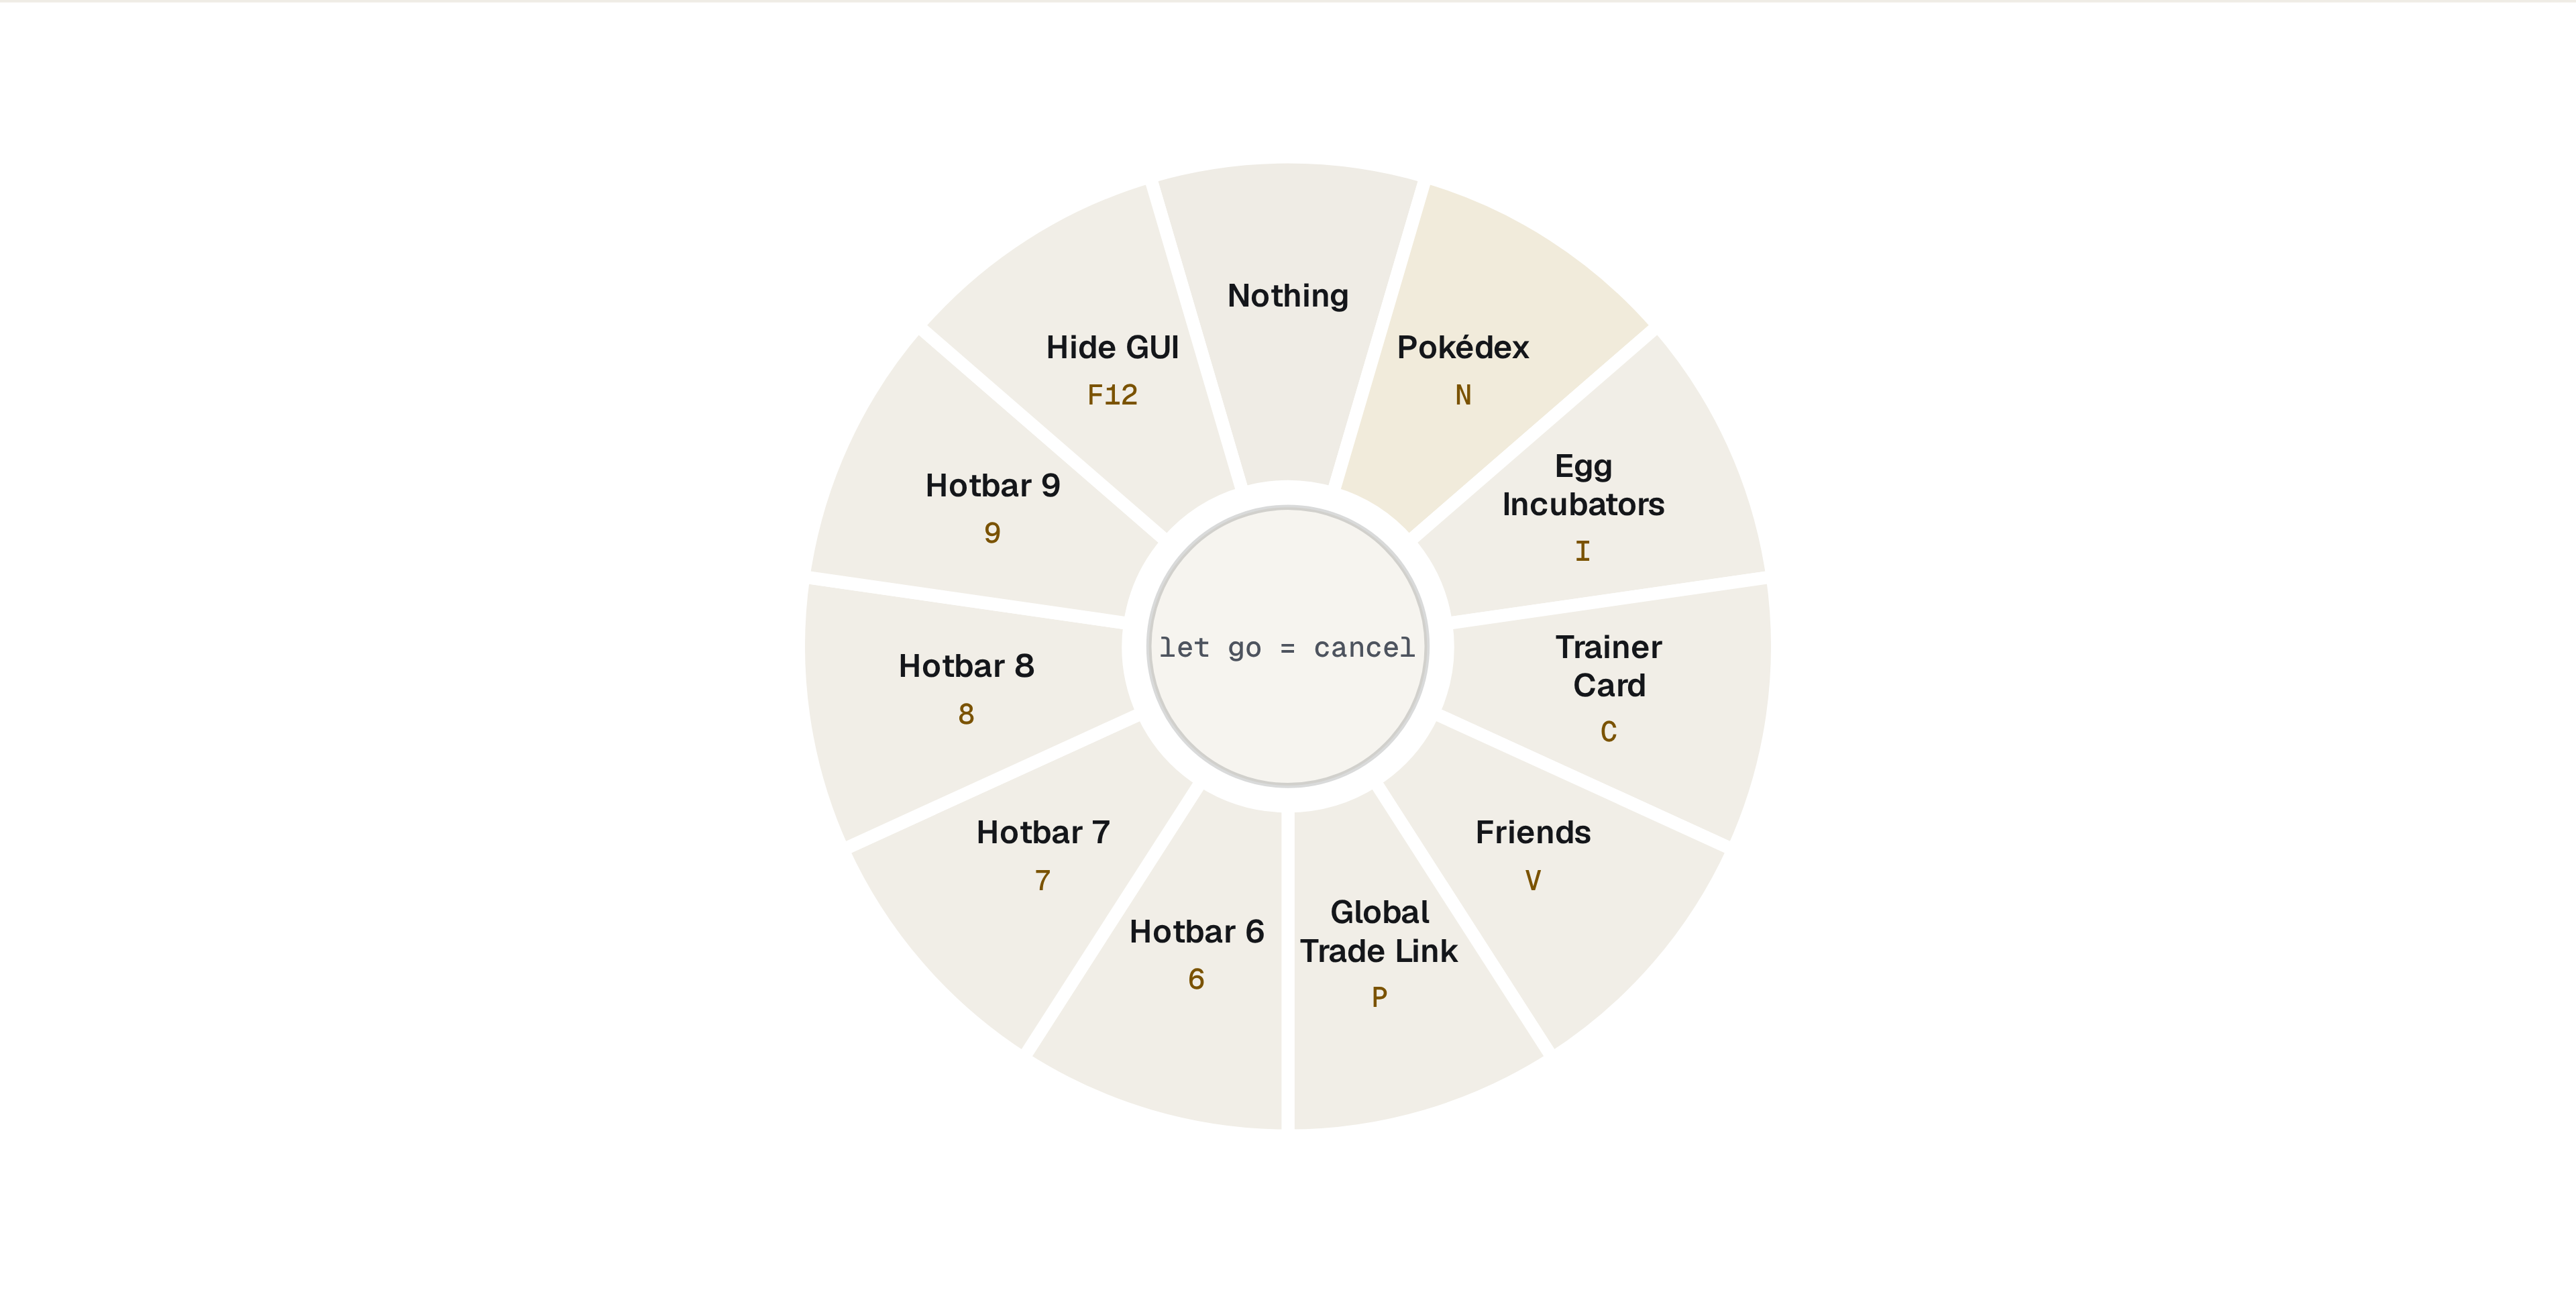 Nothing
Pokédex
N
Egg
Incubators
I
Trainer
Card
C
Friends
V
Global
Trade Link
P
Hotbar 6
6
Hotbar 7
7
Hotbar 8
8
Hotbar 9
9
Hide GUI
F12
let go = cancel